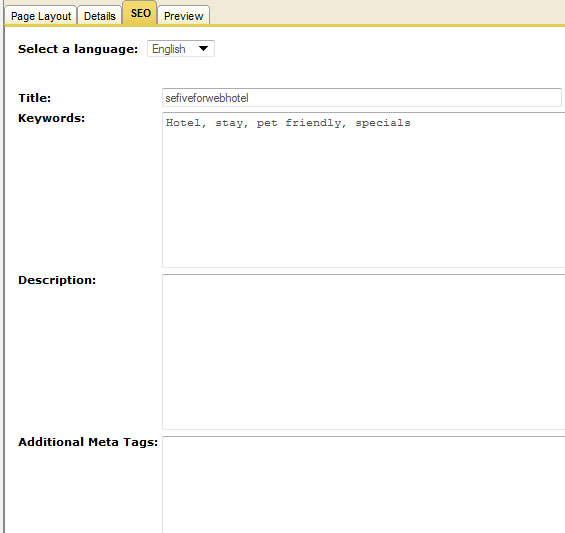 Page Layout Details SEO Preview
Select a language: English
Title: sefiveforwebhotel
Keywords: Hotel, stay, pet friendly, specials
Description:
Additional Meta Tags: